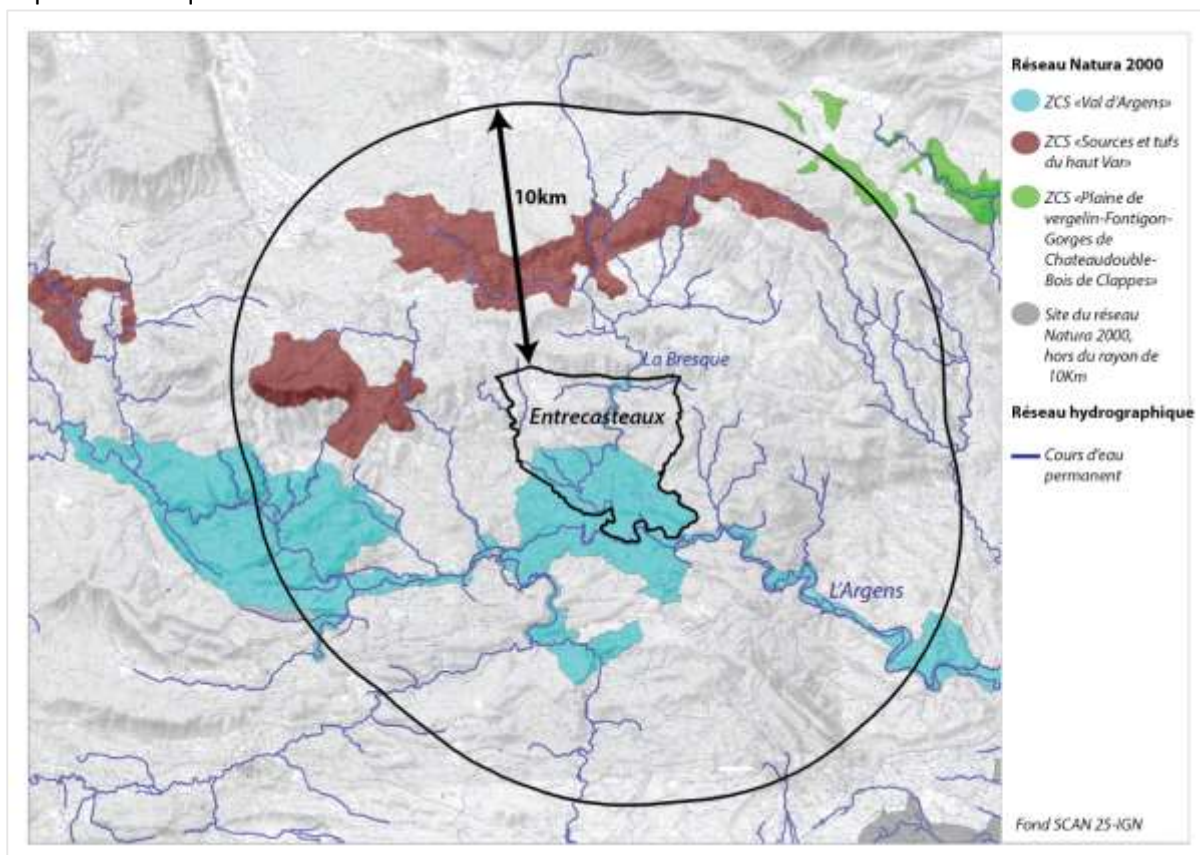 Réseau Natura 2000
ZCS «Val d'Argens»
ZCS «Sources et tufs
du haut Var»
ZCS «Plaine de
vergelin-Fontigon-
Gorges de
Chateaudouble-
Bois de Clappes»
Site du réseau
Natura 2000,
hors du rayon de
10Km
Réseau hydrographique
Cours d'eau
permanent
Fond SCAN 25-IGN
10km
La Bresque
Entrecasteaux
L'Argens